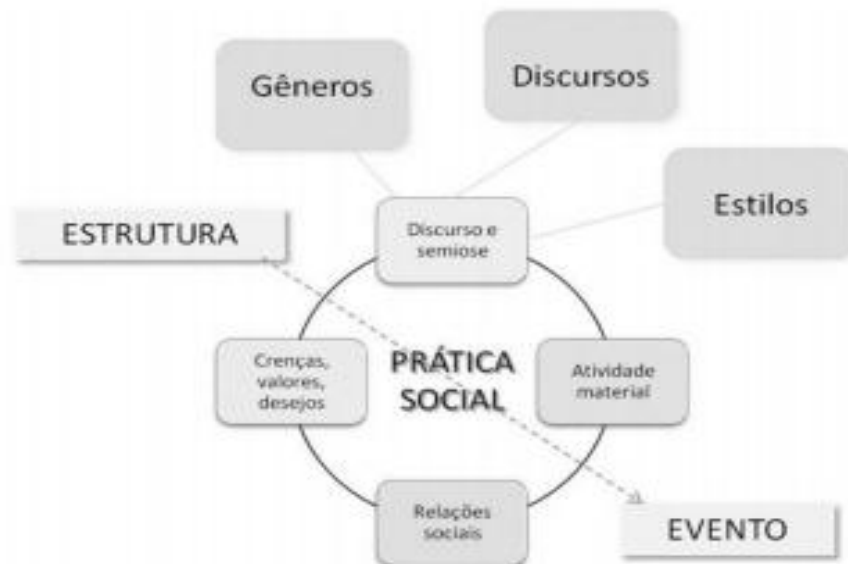 Gêneros
Discursos
Estilos
ESTRUTURA
Discurso e
semiose
Crenças,
valores,
desejos
PRÁTICA
SOCIAL
Atividade
material
Relações
sociais
EVENTO